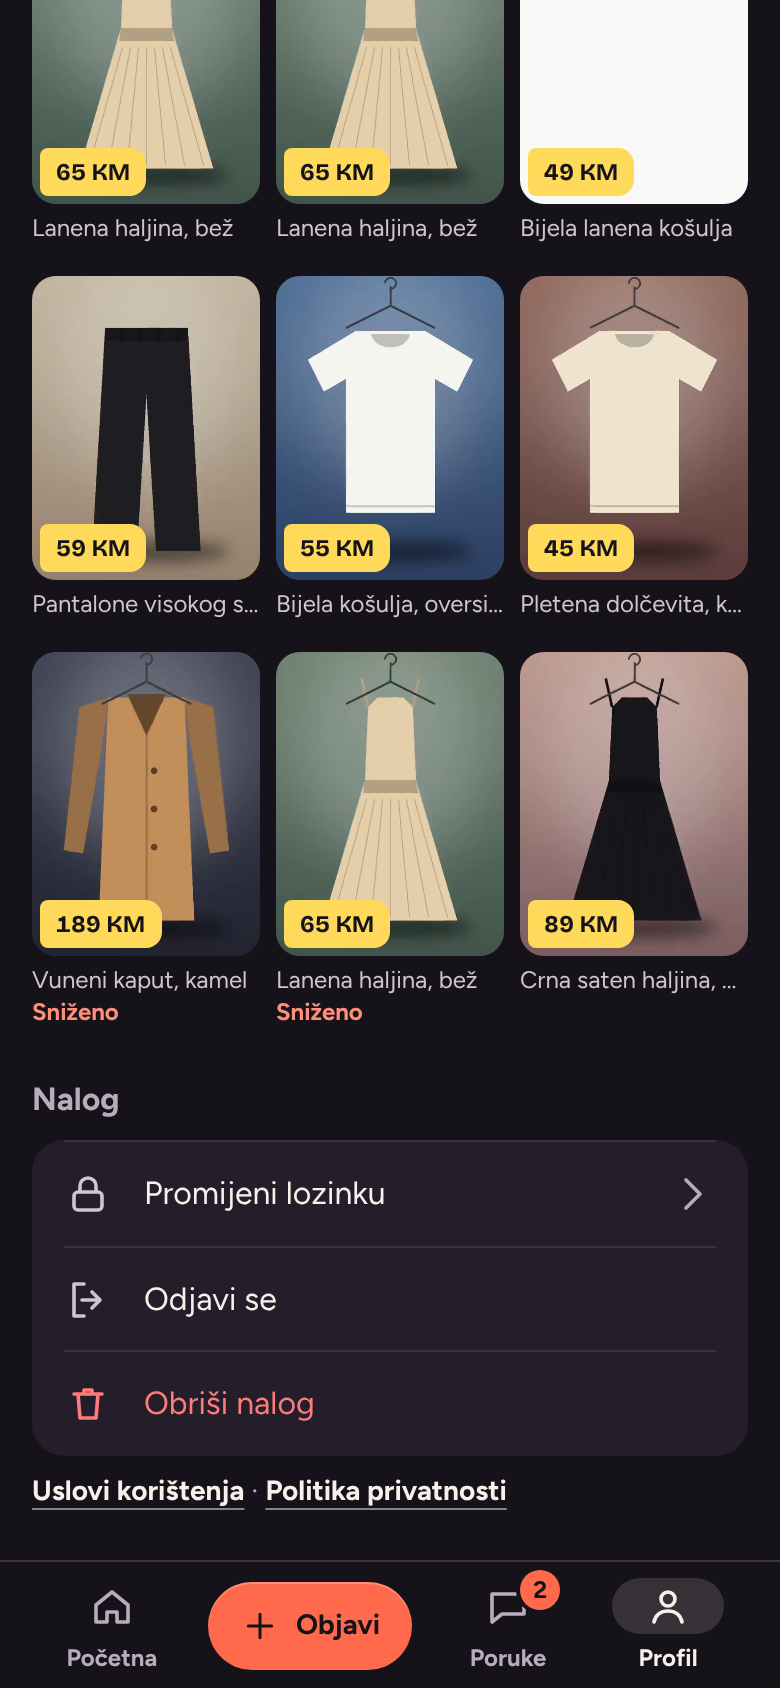 65 KM
65 KM
49 KM
Lanena haljina, bež
Lanena haljina, bež
Bijela lanena košulja
59 KM
55 KM
45 KM
Pantalone visokog s...
Bijela košulja, oversi...
Pletena dolčevita, k...
189 KM
65 KM
89 KM
Vuneni kaput, kamel
Lanena haljina, bež
Crna saten haljina, ...
Sniženo
Sniženo
Nalog
Promijeni lozinku
Odjavi se
Obriši nalog
Uslovi korištenja · Politika privatnosti
2
Objavi
Početna
Poruke
Profil